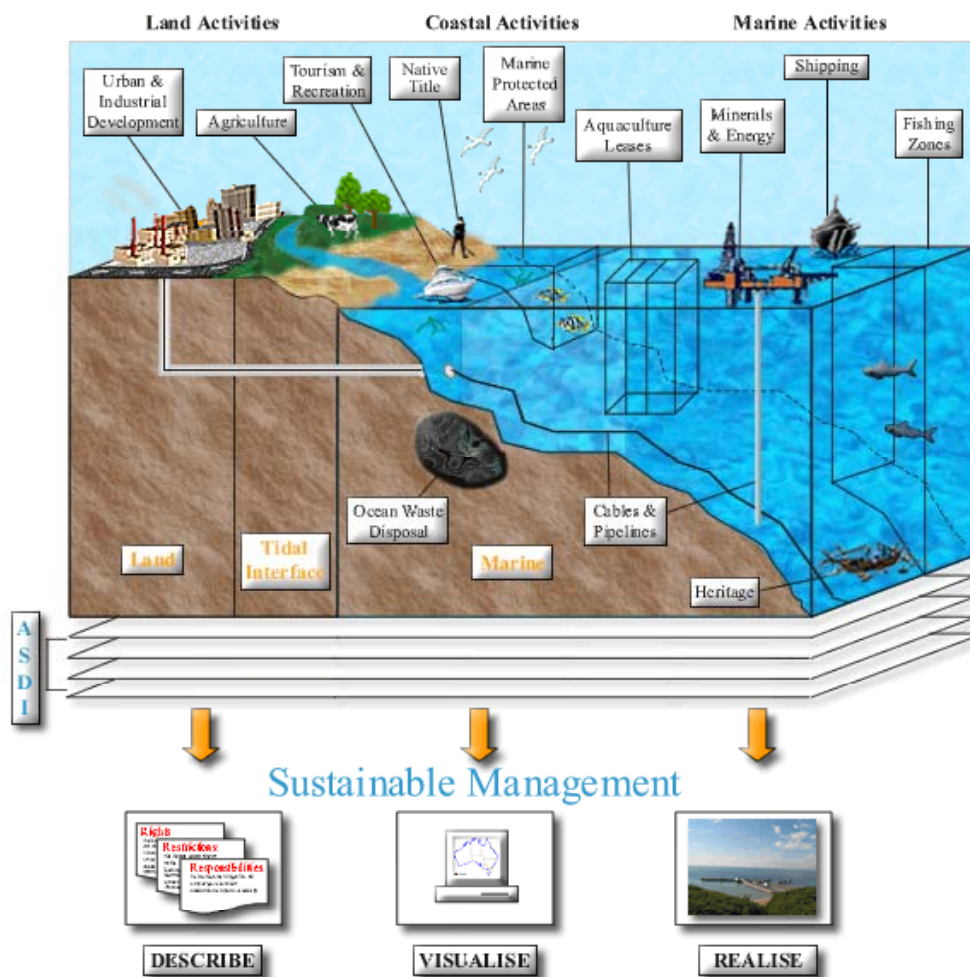 Land Activities
Coastal Activities
Marine Activities
Urban &
Industrial
Development
Agriculture
Tourism &
Recreation
Native
Title
Marine
Protected
Areas
Aquaculture
Leases
Minerals
& Energy
Shipping
Fishing
Zones
Ocean Waste
Disposal
Cables &
Pipelines
Heritage
Land
Tidal
Interface
Marine
A
S
D
I
Sustainable Management
Rights
Restrictions
Responsibilities
DESCRIBE
VISUALISE
REALISE